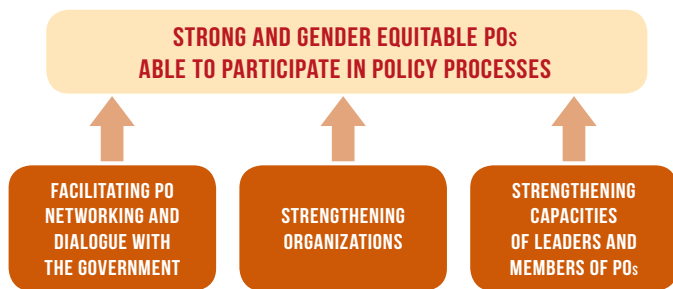 STRONG AND GENDER EQUITABLE POs
ABLE TO PARTICIPATE IN POLICY PROCESSES
FACILITATING PO
NETWORKING AND
DIALOGUE WITH
THE GOVERNMENT
STRENGTHENING
ORGANIZATIONS
STRENGTHENING
CAPACITIES
OF LEADERS AND
MEMBERS OF POs